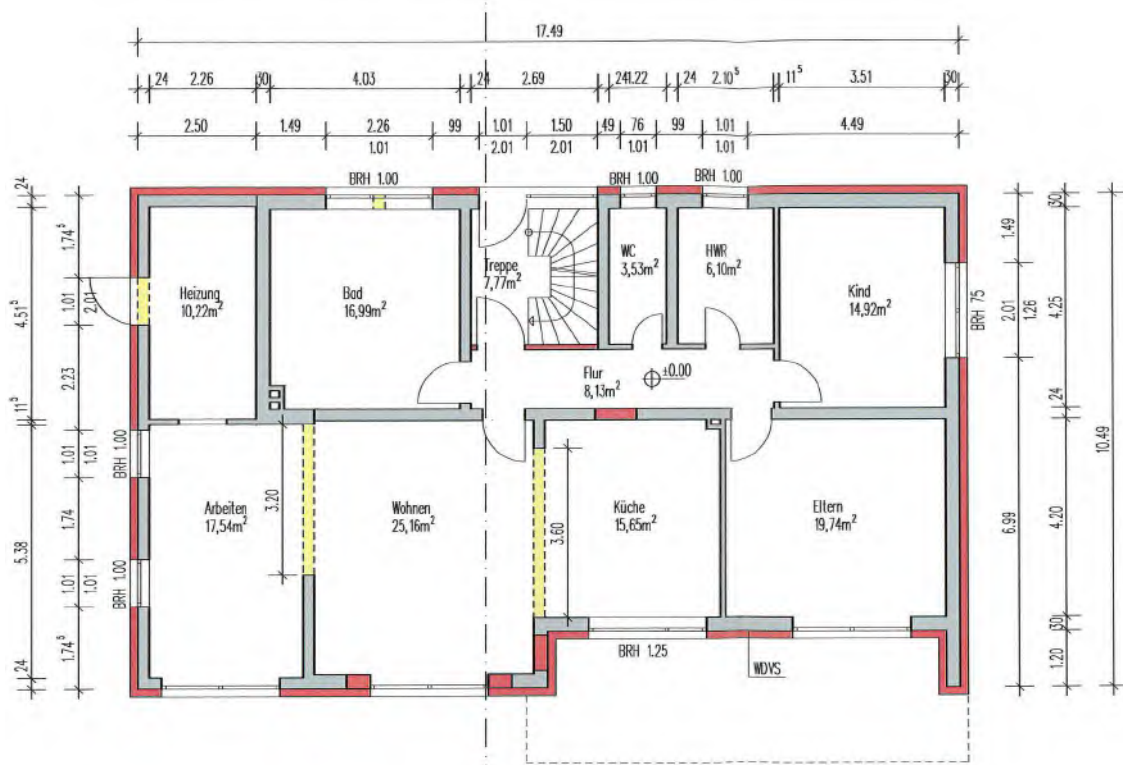 17.49
24 2.26 30 4.03 24 2.69 24 1.22 24 2.10⁵ 11⁵ 3.51 30
2.50 1.49 2.26 99 1.01 1.50 49 76 99 1.01 4.49
1.01 2.01 2.01 1.01 1.01
BRH 1.00 BRH 1.00 BRH 1.00
24
4.51⁵
11⁵
5.38
24
1.74⁵
1.01 2.01
2.23
1.01 1.01
1.74
1.01 1.01
1.74⁵
BRH 1.00
BRH 1.00
Heizung
10,22m²
Bad
16,99m²
Treppe
7,77m²
WC
3,53m²
HWR
6,10m²
Kind
14,92m²
Flur
8,13m²
±0.00
Arbeiten
17,54m²
3.20
Wohnen
25,16m²
3.60
Küche
15,65m²
Eltern
19,74m²
BRH 1.25
WDVS
BRH 75
1.49
2.01 1.26
6.99
30
4.25
24
4.20
30
1.20
10.49